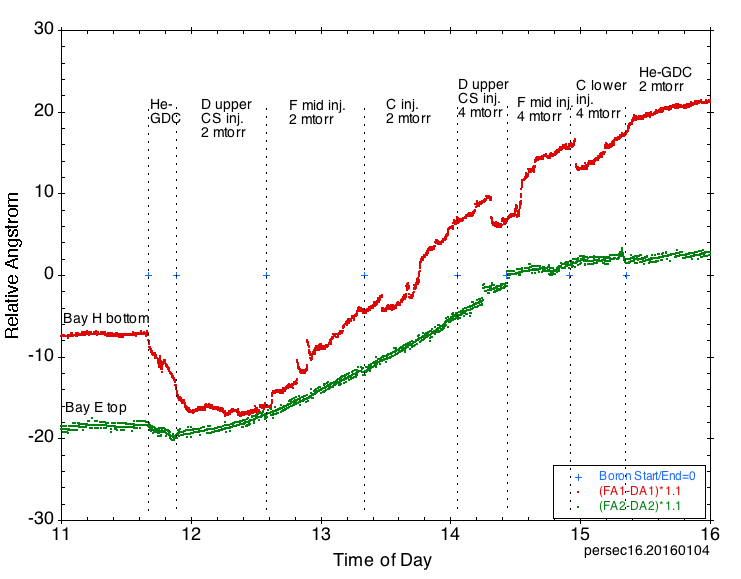 He-
GDC
D upper
CS inj.
2 mtorr
F mid inj.
2 mtorr
C inj.
2 mtorr
D upper
CS inj.
4 mtorr
F mid inj.
4 mtorr
C lower
inj.
4 mtorr
He-GDC
2 mtorr
30
20
10
0
-10
-20
-30
Relative Angstrom
Bay H bottom
Bay E top
Boron Start/End=0
(FA1-DA1)*1.1
(FA2-DA2)*1.1
11
12
13
14
15
16
Time of Day
persec16.20160104